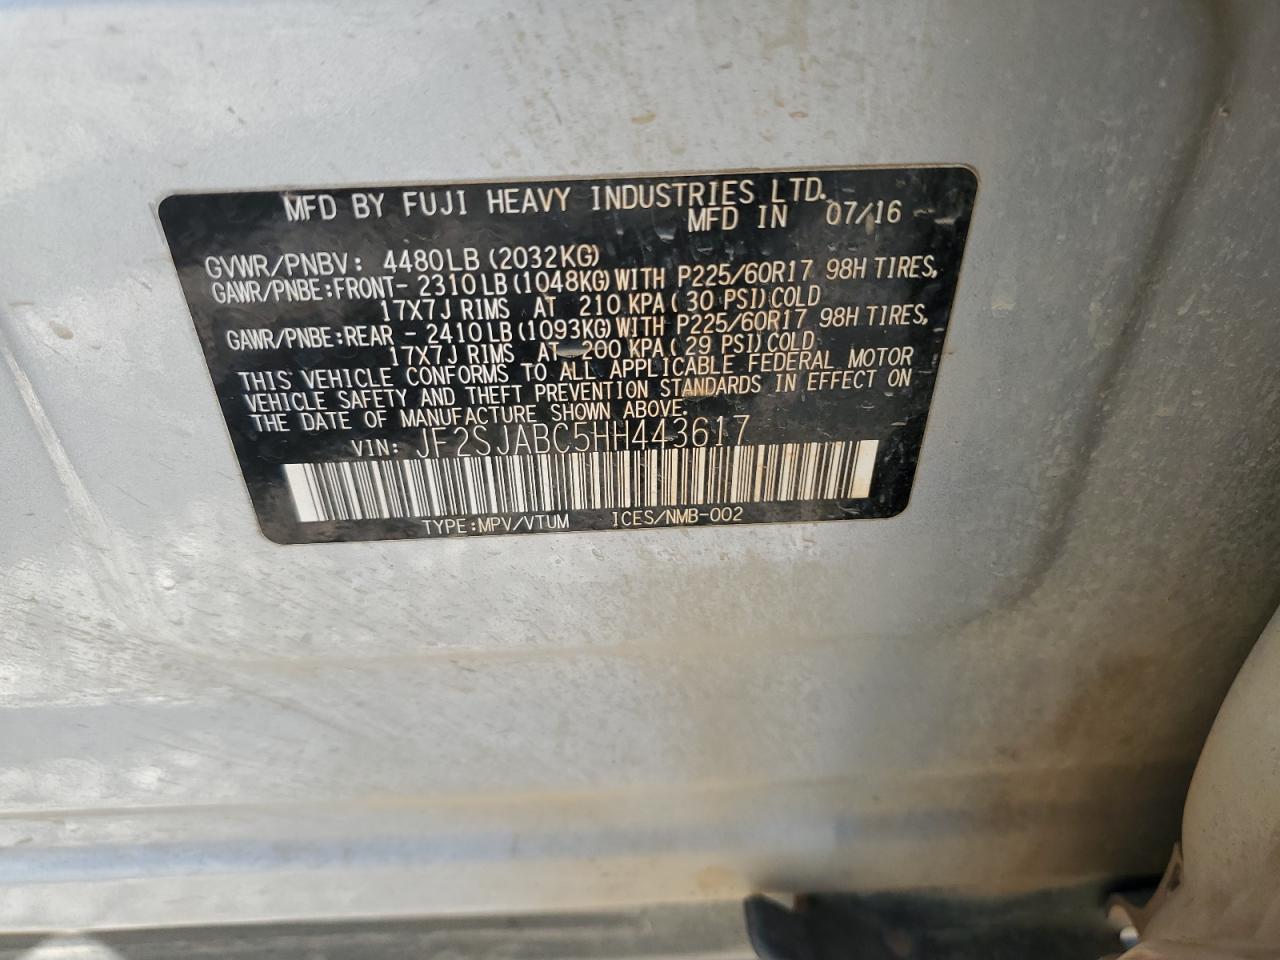 MFD BY FUJI HEAVY INDUSTRIES LTD.
MFD IN 07/16
GVWR/PNBV: 4480LB (2032KG)
GAWR/PNBE:FRONT- 2310LB (1048KG) WITH P225/60R17 98H TIRES,
17X7J RIMS AT 210 KPA( 30 PSI)COLD
GAWR/PNBE:REAR - 2410LB (1093KG) WITH P225/60R17 98H TIRES,
17X7J RIMS AT 200 KPA( 29 PSI)COLD
THIS VEHICLE CONFORMS TO ALL APPLICABLE FEDERAL MOTOR
VEHICLE SAFETY AND THEFT PREVENTION STANDARDS IN EFFECT ON
THE DATE OF MANUFACTURE SHOWN ABOVE.
VIN: JF2SJABC5HH443617
TYPE:MPV/VTUM ICES/NMB-002